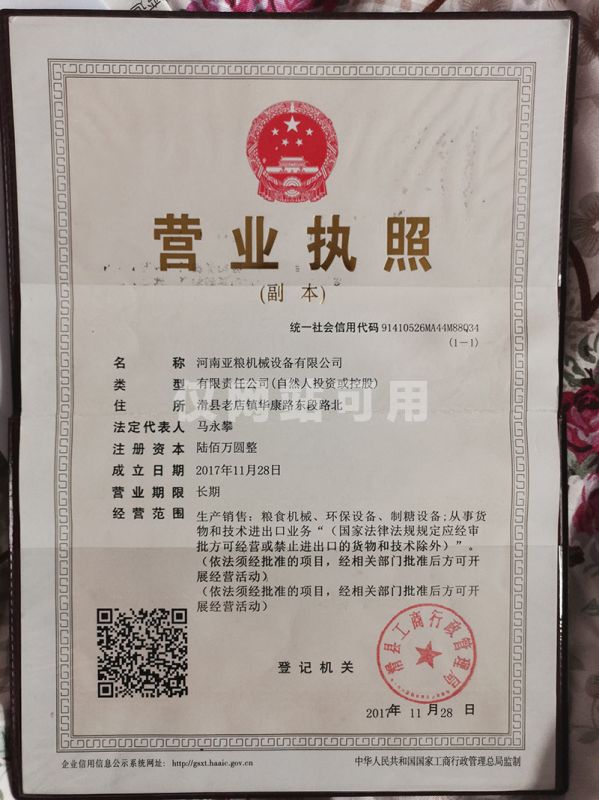 营业执照
(副 本)
统一社会信用代码 91410526MA44M88Q34
(1-1)
名 称 河南亚粮机械设备有限公司
类 型 有限责任公司(自然人投资或控股)
住 所 滑县老店镇华康路东段路北
仅网站可用
法定代表人 马永攀
注册资本 陆佰万圆整
成立日期 2017年11月28日
营业期限 长期
经营范围 生产销售：粮食机械、环保设备、制糖设备;从事货
物和技术进出口业务“（国家法律法规规定应经审
批方可经营或禁止进出口的货物和技术除外）”。
（依法须经批准的项目，经相关部门批准后方可开
展经营活动）
（依法须经批准的项目，经相关部门批准后方可开
展经营活动）
滑县工商行政管理局
登记机关
2017年 11月28日
企业信用信息公示系统网址： http://gsxt.haaic.gov.cn
中华人民共和国国家工商行政管理总局监制